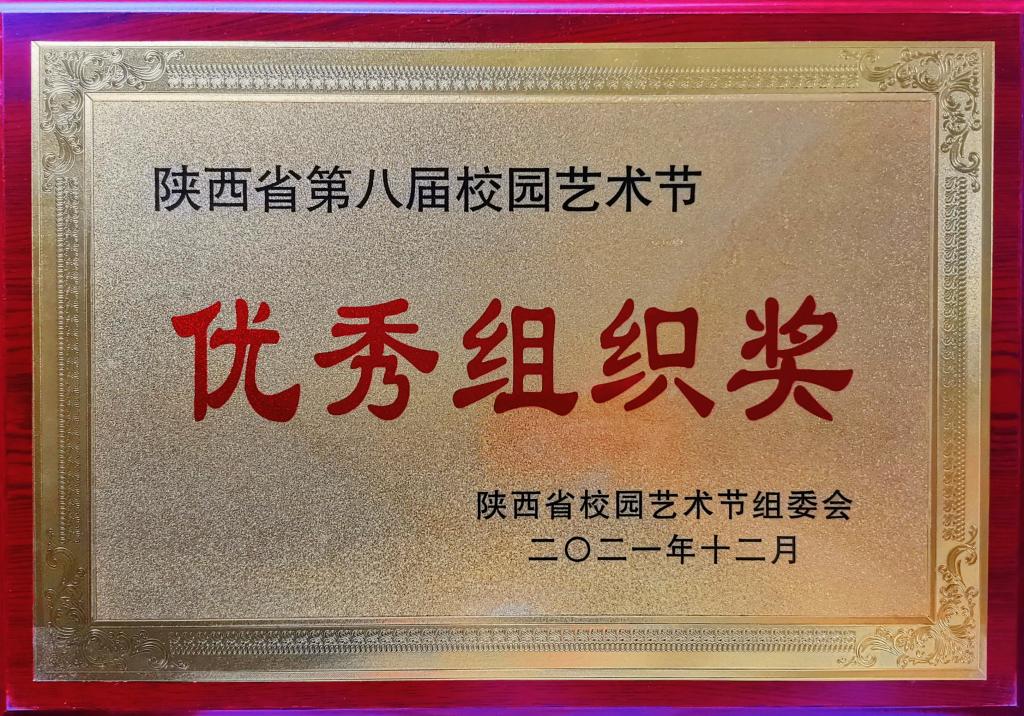 陕西省第八届校园艺术节
优秀组织奖
陕西省校园艺术节组委会
二〇二一年十二月